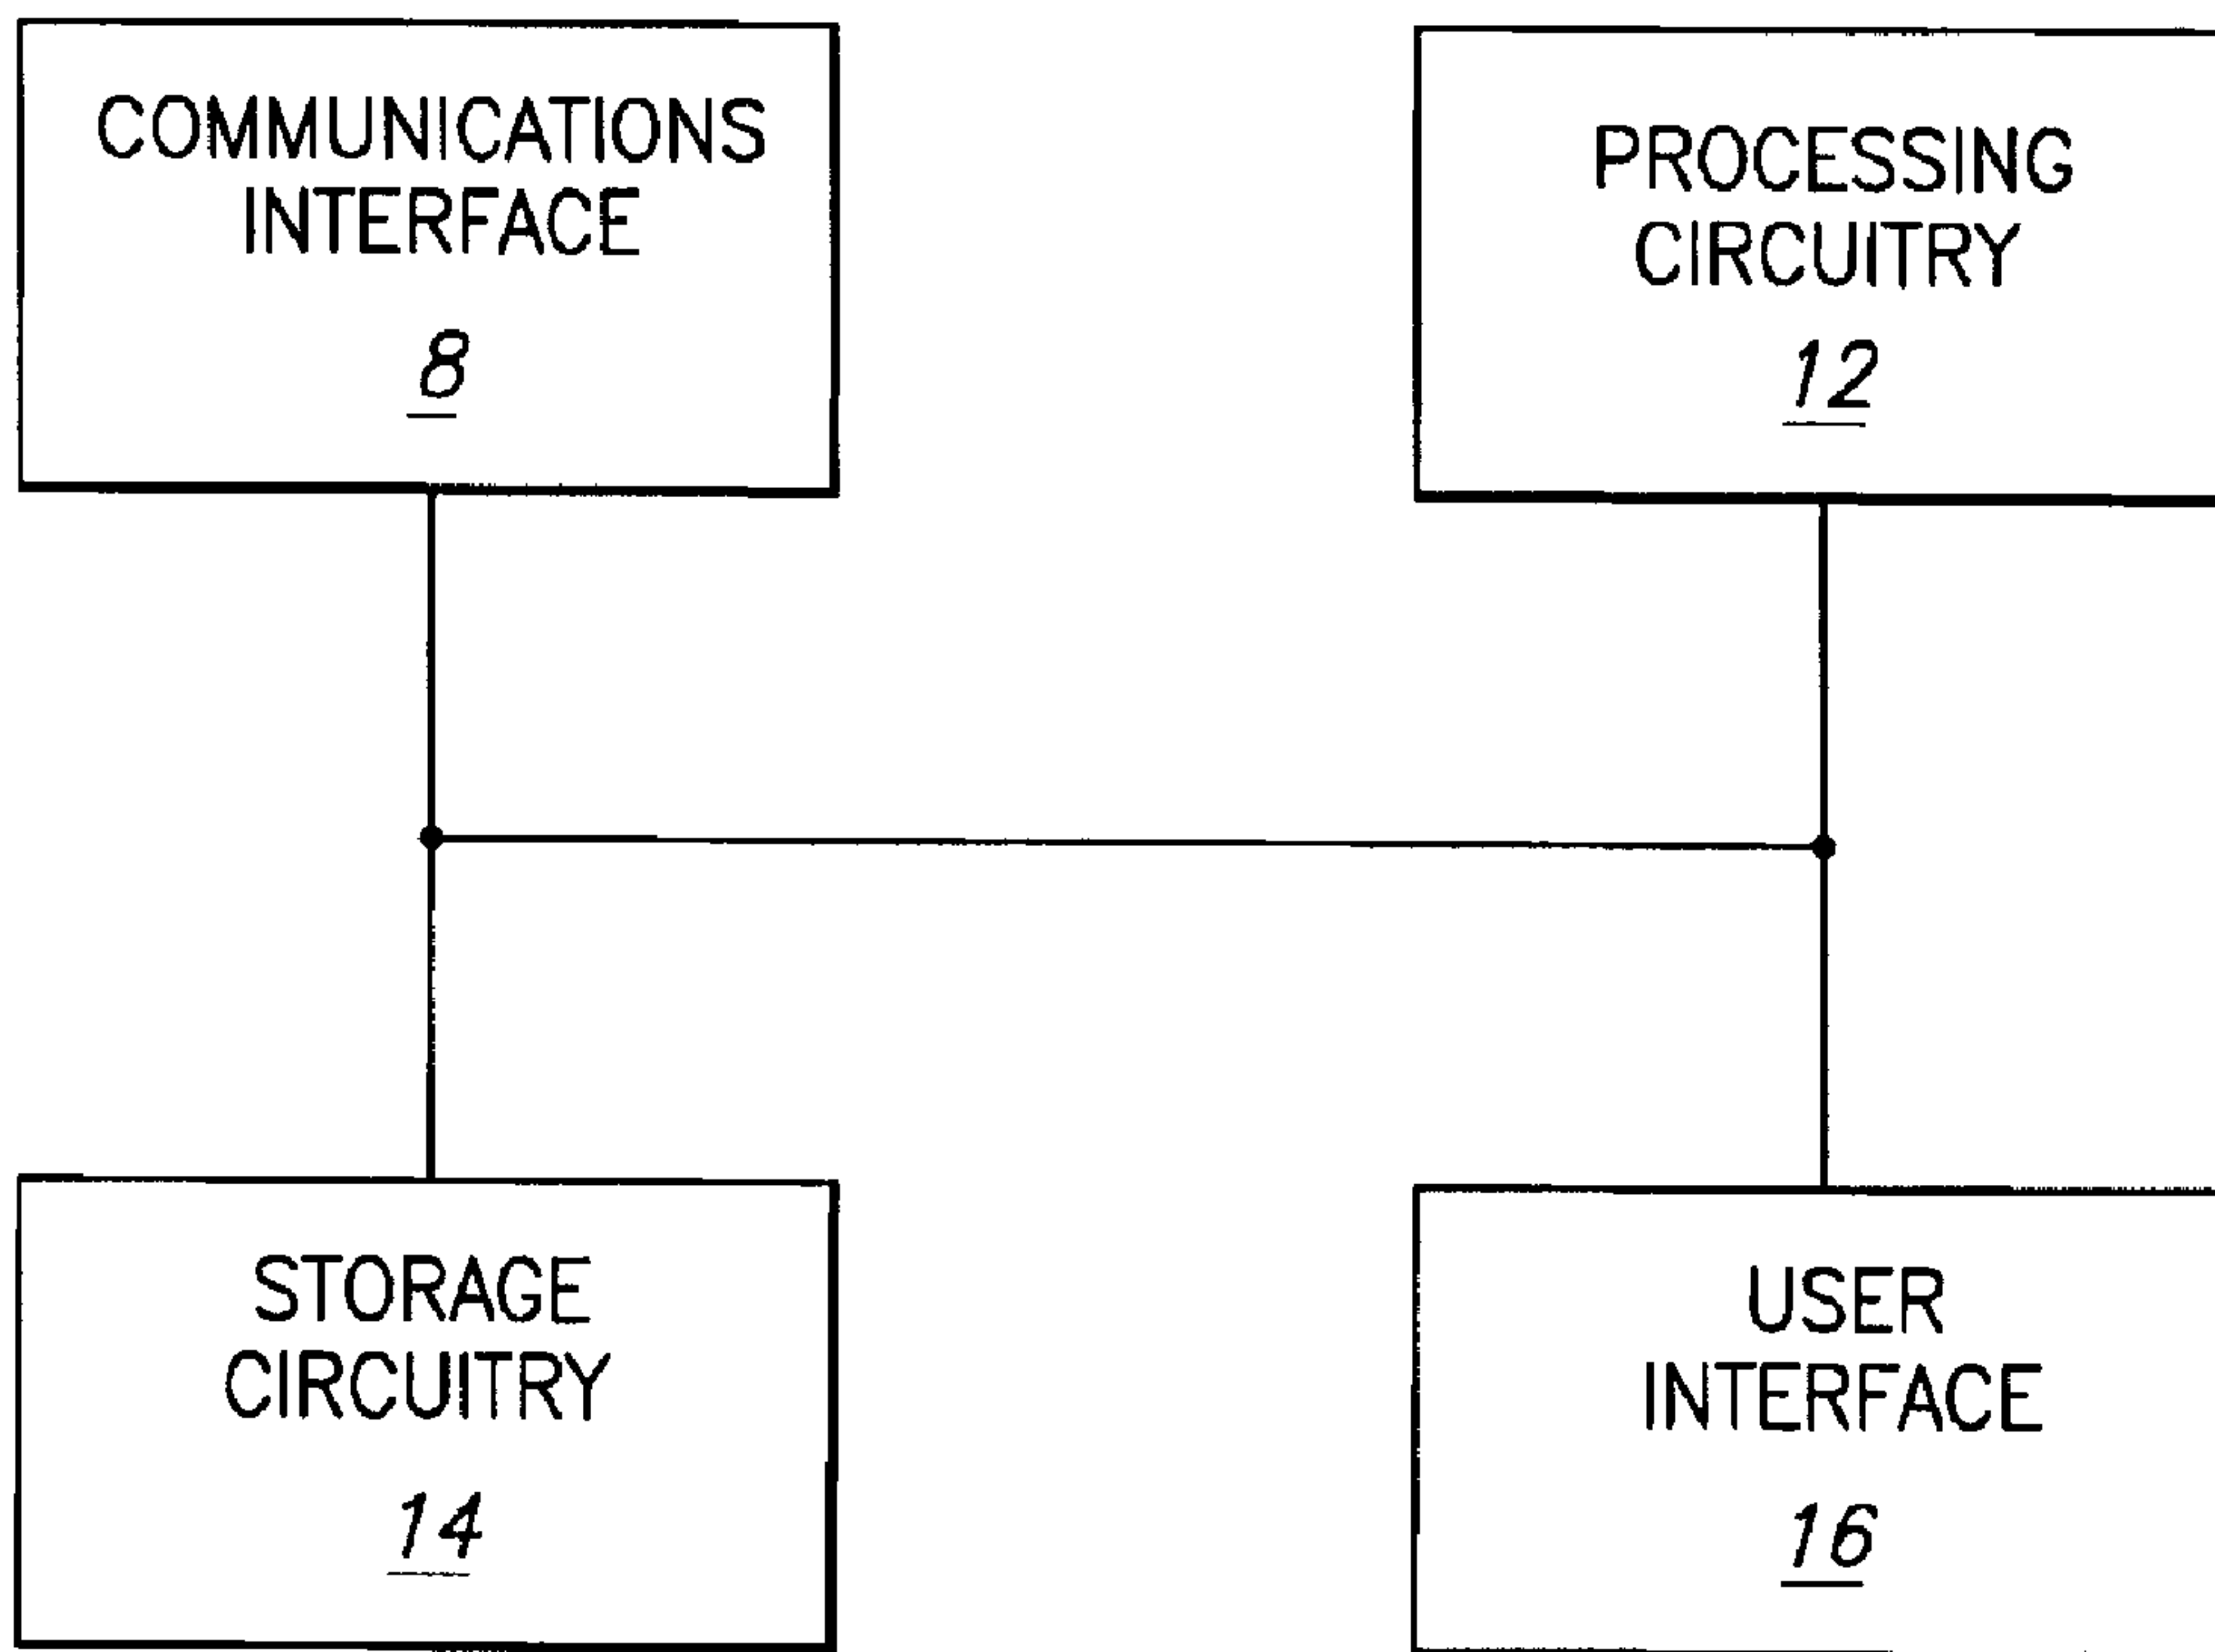 COMMUNICATIONS
INTERFACE
8
PROCESSING
CIRCUITRY
12
STORAGE
CIRCUITRY
14
USER
INTERFACE
16